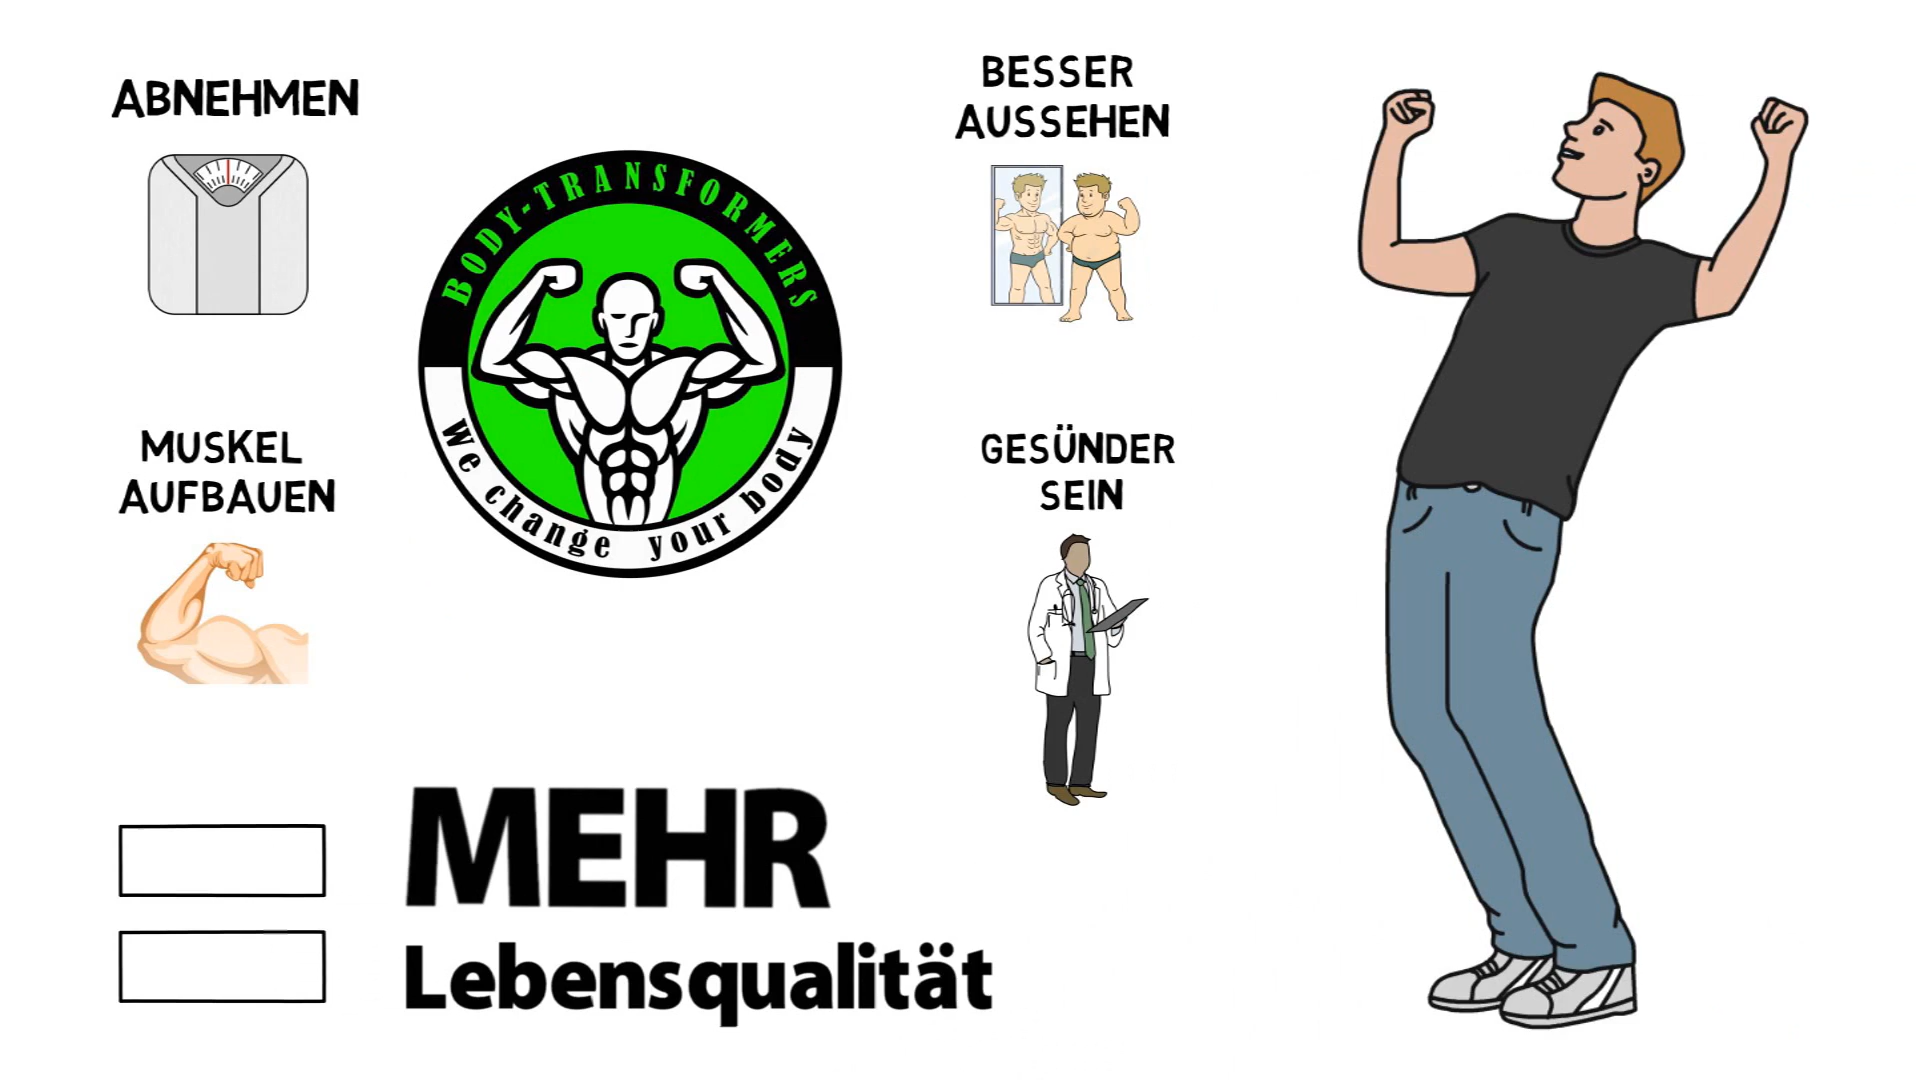 ABNEHMEN
BODY-TRANSFORMERS
We change your body
BESSER
AUSSEHEN
MUSKEL
AUFBAUEN
GESÜNDER
SEIN
MEHR
Lebensqualität